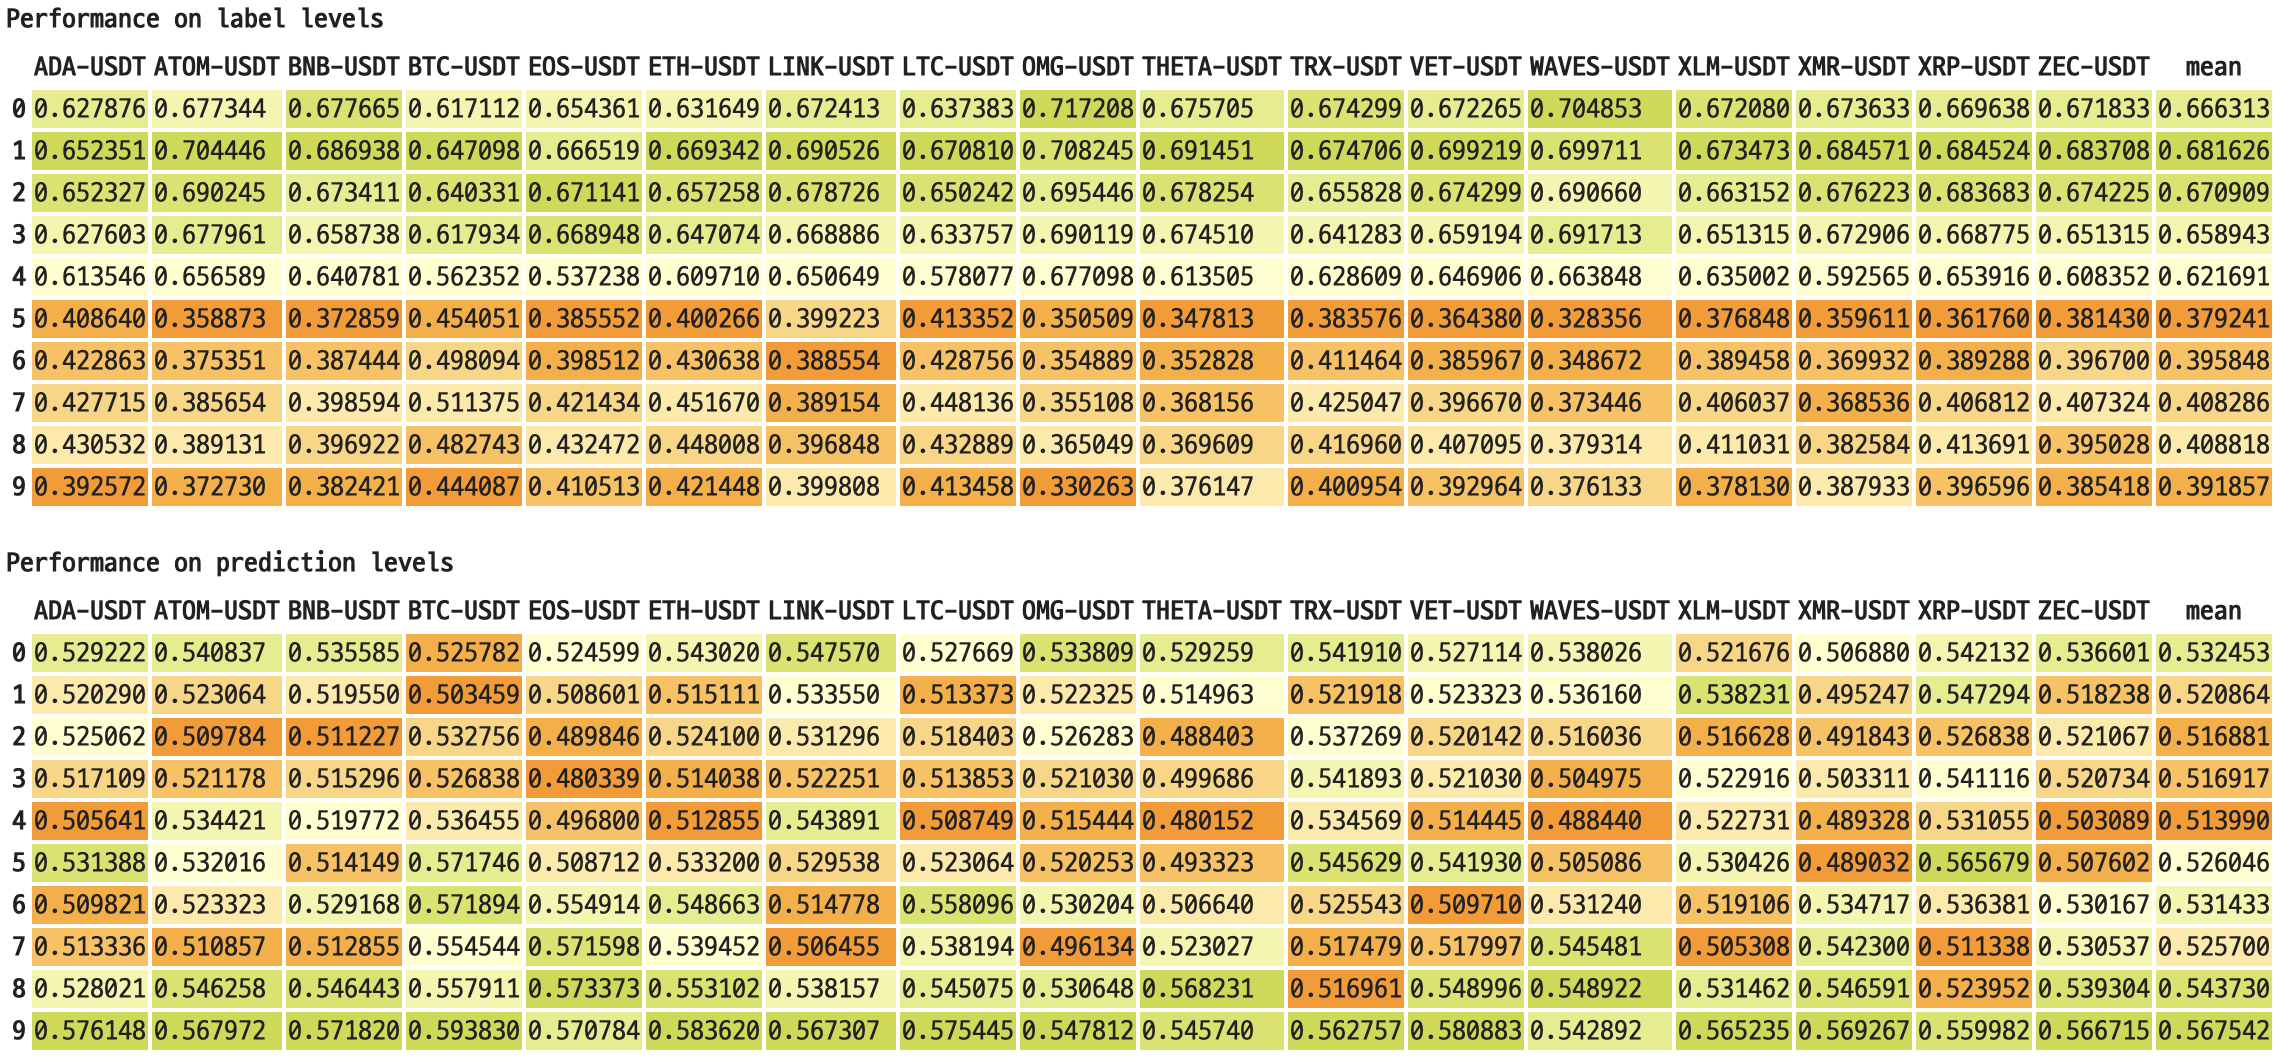 Performance on label levels
ADA-USDT ATOM-USDT BNB-USDT BTC-USDT EOS-USDT ETH-USDT LINK-USDT LTC-USDT OMG-USDT THETA-USDT TRX-USDT VET-USDT WAVES-USDT XLM-USDT XMR-USDT XRP-USDT ZEC-USDT mean
0 0.627876 0.677344 0.677665 0.617112 0.654361 0.631649 0.672413 0.637383 0.717208 0.675705 0.674299 0.672265 0.704853 0.672080 0.673633 0.669638 0.671833 0.666313
1 0.652351 0.704446 0.686938 0.647098 0.666519 0.669342 0.690526 0.670810 0.708245 0.691451 0.674706 0.699219 0.699711 0.673473 0.684571 0.684524 0.683708 0.681626
2 0.652327 0.690245 0.673411 0.640331 0.671141 0.657258 0.678726 0.650242 0.695446 0.678254 0.655828 0.674299 0.690660 0.663152 0.676223 0.683683 0.674225 0.670909
3 0.627603 0.677961 0.658738 0.617934 0.668948 0.647074 0.668886 0.633757 0.690119 0.674510 0.641283 0.659194 0.691713 0.651315 0.672906 0.668775 0.651315 0.658943
4 0.613546 0.656589 0.640781 0.562352 0.537238 0.609710 0.650649 0.578077 0.677098 0.613505 0.628609 0.646906 0.663848 0.635002 0.592565 0.653916 0.608352 0.621691
5 0.408640 0.358873 0.372859 0.454051 0.385552 0.400266 0.399223 0.413352 0.350509 0.347813 0.383576 0.364380 0.328356 0.376848 0.359611 0.361760 0.381430 0.379241
6 0.422863 0.375351 0.387444 0.498094 0.398512 0.430638 0.388554 0.428756 0.354889 0.352828 0.411464 0.385967 0.348672 0.389458 0.369932 0.389288 0.396700 0.395848
7 0.427715 0.385654 0.398594 0.511375 0.421434 0.451670 0.389154 0.448136 0.355108 0.368156 0.425047 0.396670 0.373446 0.406037 0.368536 0.406812 0.407324 0.408286
8 0.430532 0.389131 0.396922 0.482743 0.432472 0.448008 0.396848 0.432889 0.365049 0.369609 0.416960 0.407095 0.379314 0.411031 0.382584 0.413691 0.395028 0.408818
9 0.392572 0.372730 0.382421 0.444087 0.410513 0.421448 0.399808 0.413458 0.330263 0.376147 0.400954 0.392964 0.376133 0.378130 0.387933 0.396596 0.385418 0.391857
Performance on prediction levels
ADA-USDT ATOM-USDT BNB-USDT BTC-USDT EOS-USDT ETH-USDT LINK-USDT LTC-USDT OMG-USDT THETA-USDT TRX-USDT VET-USDT WAVES-USDT XLM-USDT XMR-USDT XRP-USDT ZEC-USDT mean
0 0.529222 0.540837 0.535585 0.525782 0.524599 0.543020 0.547570 0.527669 0.533809 0.529259 0.541910 0.527114 0.538026 0.521676 0.506880 0.542132 0.536601 0.532453
1 0.520290 0.523064 0.519550 0.503459 0.508601 0.515111 0.533550 0.513373 0.522325 0.514963 0.521918 0.523323 0.536160 0.538231 0.495247 0.547294 0.518238 0.520864
2 0.525062 0.509784 0.511227 0.532756 0.489846 0.524100 0.531296 0.518403 0.526283 0.488403 0.537269 0.520142 0.516036 0.516628 0.491843 0.526838 0.521067 0.516881
3 0.517109 0.521178 0.515296 0.526838 0.480339 0.514038 0.522251 0.513853 0.521030 0.499686 0.541893 0.521030 0.504975 0.522916 0.503311 0.541116 0.520734 0.516917
4 0.505641 0.534421 0.519772 0.536455 0.496800 0.512855 0.543891 0.508749 0.515444 0.480152 0.534569 0.514445 0.488440 0.522731 0.489328 0.531055 0.503089 0.513990
5 0.531388 0.532016 0.514149 0.571746 0.508712 0.533200 0.529538 0.523064 0.520253 0.493323 0.545629 0.541930 0.505086 0.530426 0.489032 0.565679 0.507602 0.526046
6 0.509821 0.523323 0.529168 0.571894 0.554914 0.548663 0.514778 0.558096 0.530204 0.506640 0.525543 0.509710 0.531240 0.519106 0.534717 0.536381 0.530167 0.531433
7 0.513336 0.510857 0.512855 0.554544 0.571598 0.539452 0.506455 0.538194 0.496134 0.523027 0.517479 0.517997 0.545481 0.505308 0.542300 0.511338 0.530537 0.525700
8 0.528021 0.546258 0.546443 0.557911 0.573373 0.553102 0.538157 0.545075 0.530648 0.568231 0.516961 0.548996 0.548922 0.531462 0.546591 0.523952 0.539304 0.543730
9 0.576148 0.567972 0.571820 0.593830 0.570784 0.583620 0.567307 0.575445 0.547812 0.545740 0.562757 0.580883 0.542892 0.565235 0.569267 0.559982 0.566715 0.567542